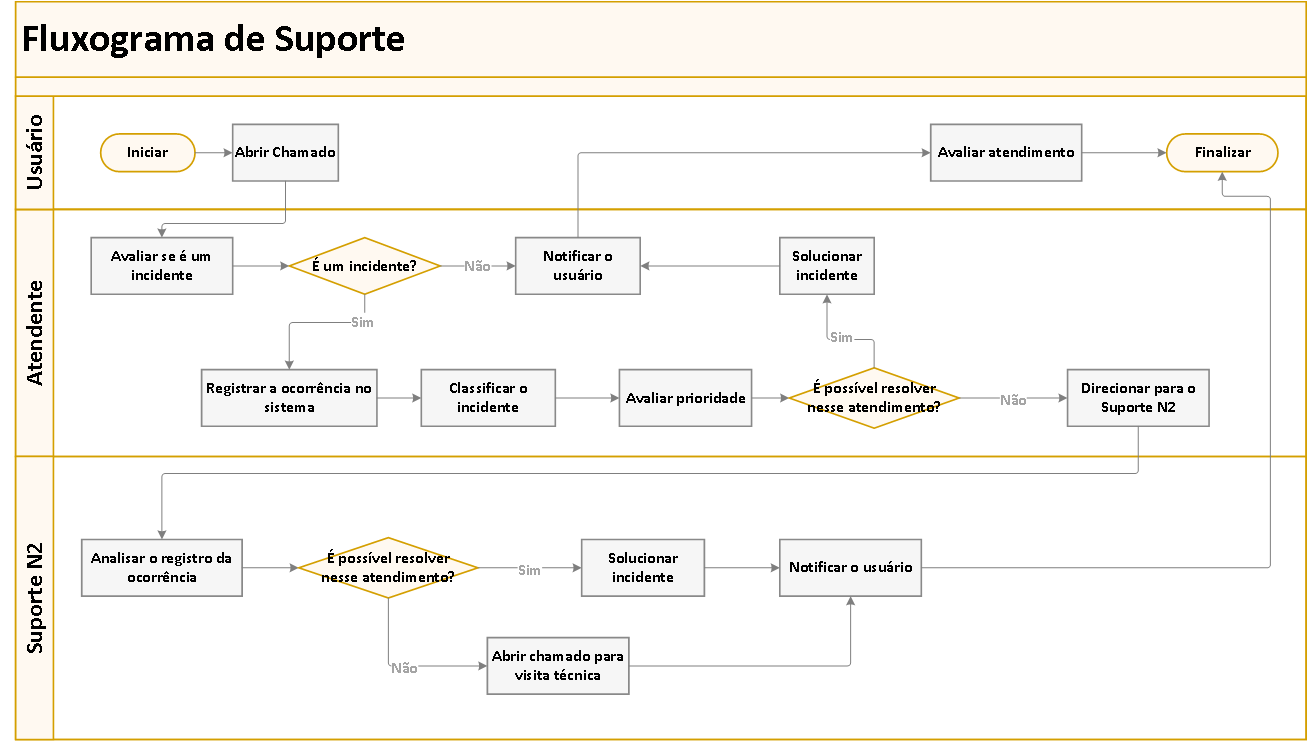 Fluxograma de Suporte
Usuário
Iniciar
Abrir Chamado
Avaliar atendimento
Finalizar
Atendente
Avaliar se é um
incidente
É um incidente?
Não
Notificar o
usuário
Solucionar
incidente
Sim
Sim
Registrar a ocorrência no
sistema
Classificar o
incidente
Avaliar prioridade
É possível resolver
nesse atendimento?
Não
Direcionar para o
Suporte N2
Suporte N2
Analisar o registro da
ocorrência
É possível resolver
nesse atendimento?
Sim
Solucionar
incidente
Notificar o usuário
Não
Abrir chamado para
visita técnica